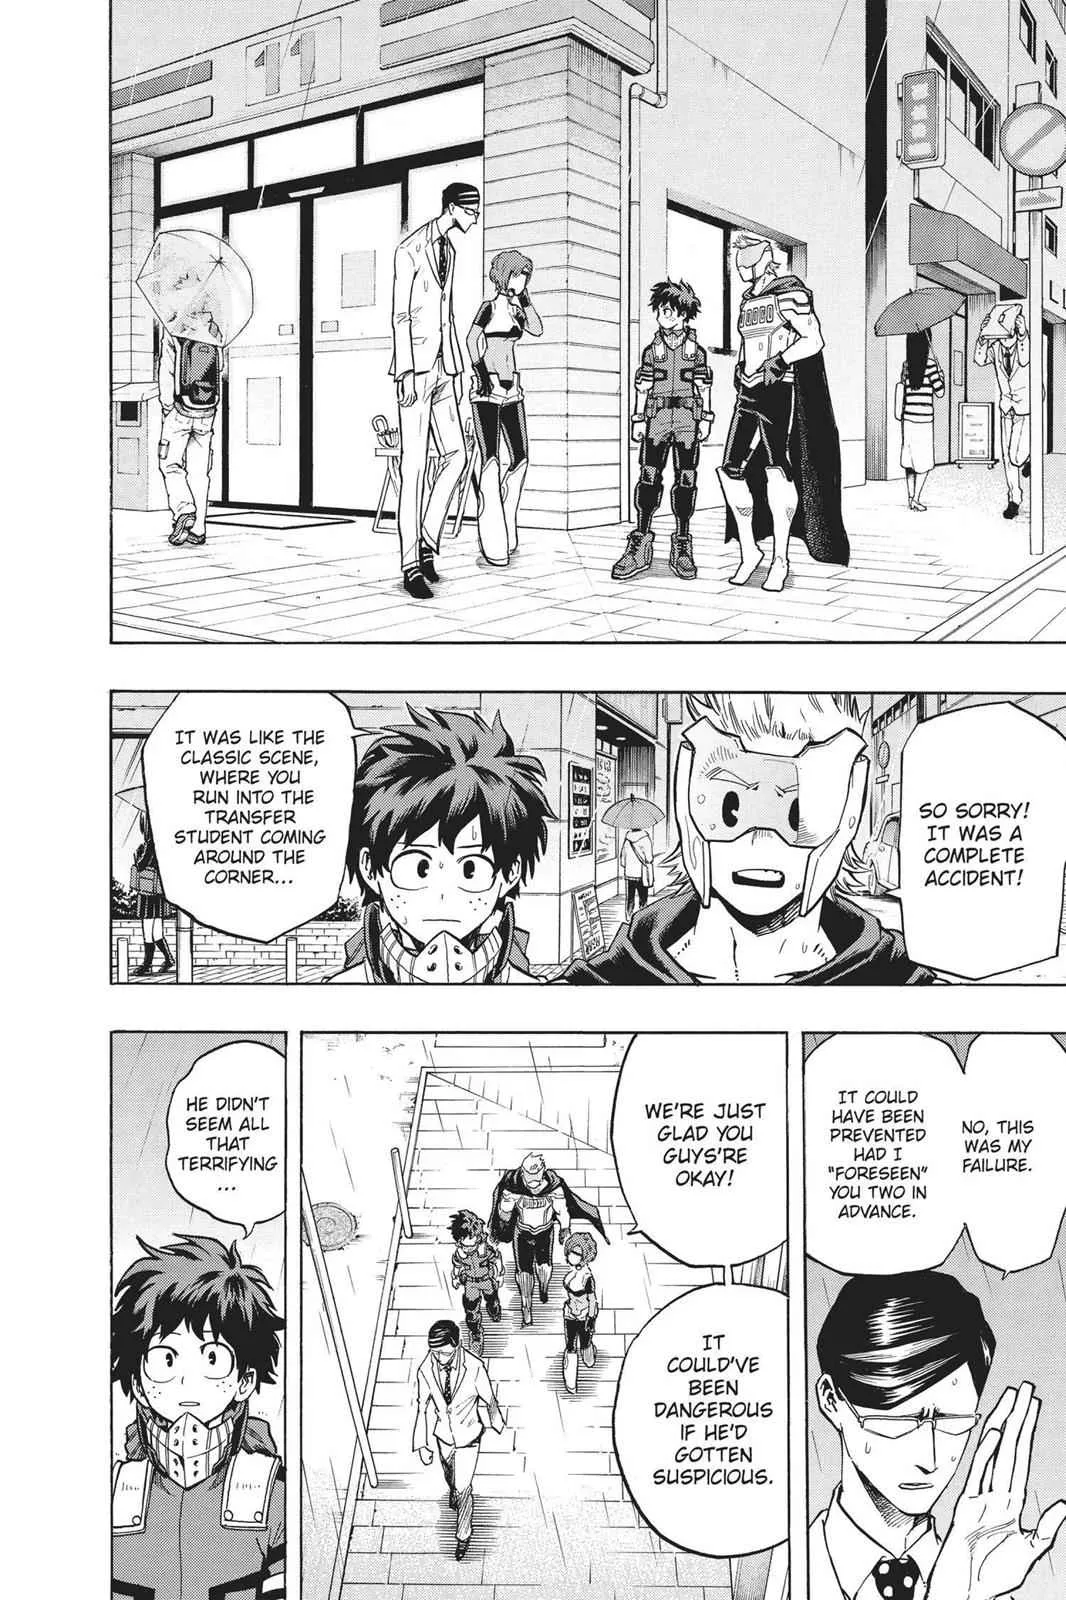 11
SO SORRY!
IT WAS A
COMPLETE
ACCIDENT!
IT WAS LIKE THE
CLASSIC SCENE,
WHERE YOU
RUN INTO THE
TRANSFER
STUDENT COMING
AROUND THE
CORNER...
NO, THIS
WAS MY
FAILURE.
IT COULD
HAVE BEEN
PREVENTED
HAD I
"FORESEEN"
YOU TWO IN
ADVANCE.
WE'RE JUST
GLAD YOU
GUYS'RE
OKAY!
IT
COULD'VE
BEEN
DANGEROUS
IF HE'D
GOTTEN
SUSPICIOUS.
HE DIDN'T
SEEM ALL
THAT
TERRIFYING
...